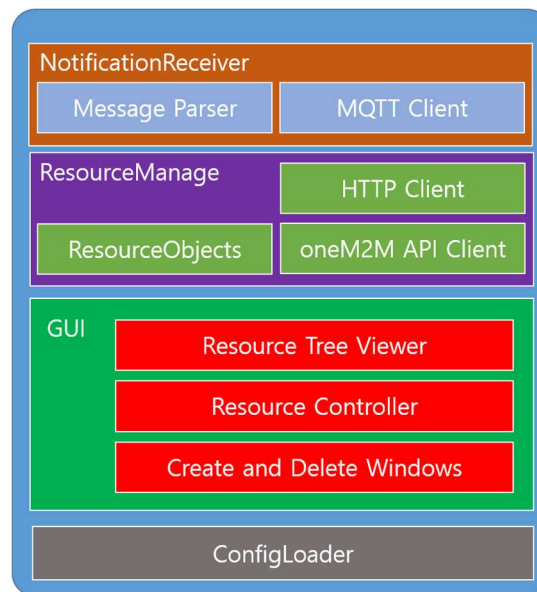 NotificationReceiver
Message Parser
MQTT Client
ResourceManage
HTTP Client
ResourceObjects
oneM2M API Client
GUI
Resource Tree Viewer
Resource Controller
Create and Delete Windows
ConfigLoader